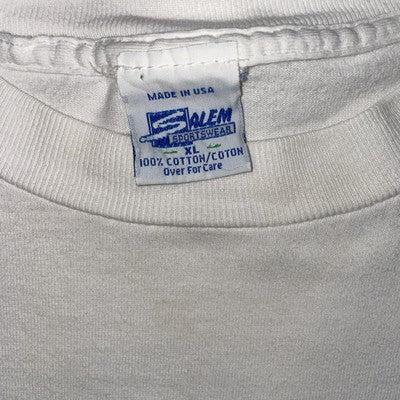 MADE IN USA
SALEM
SPORTSWEAR
XL
100% COTTON/COTON
Over For Care